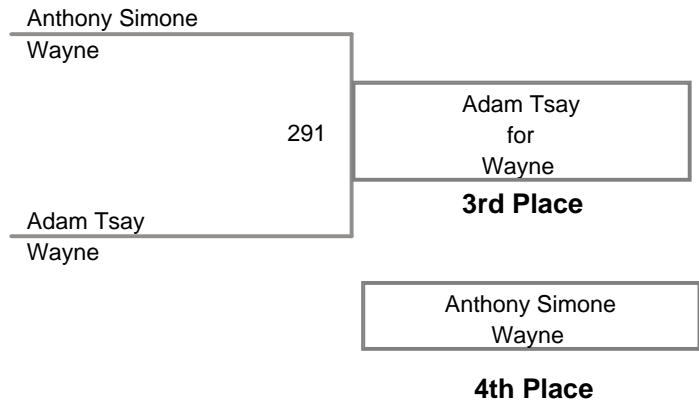 Anthony Simone
Wayne
291
Adam Tsay
for
Wayne
3rd Place
Adam Tsay
Wayne
Anthony Simone
Wayne
4th Place